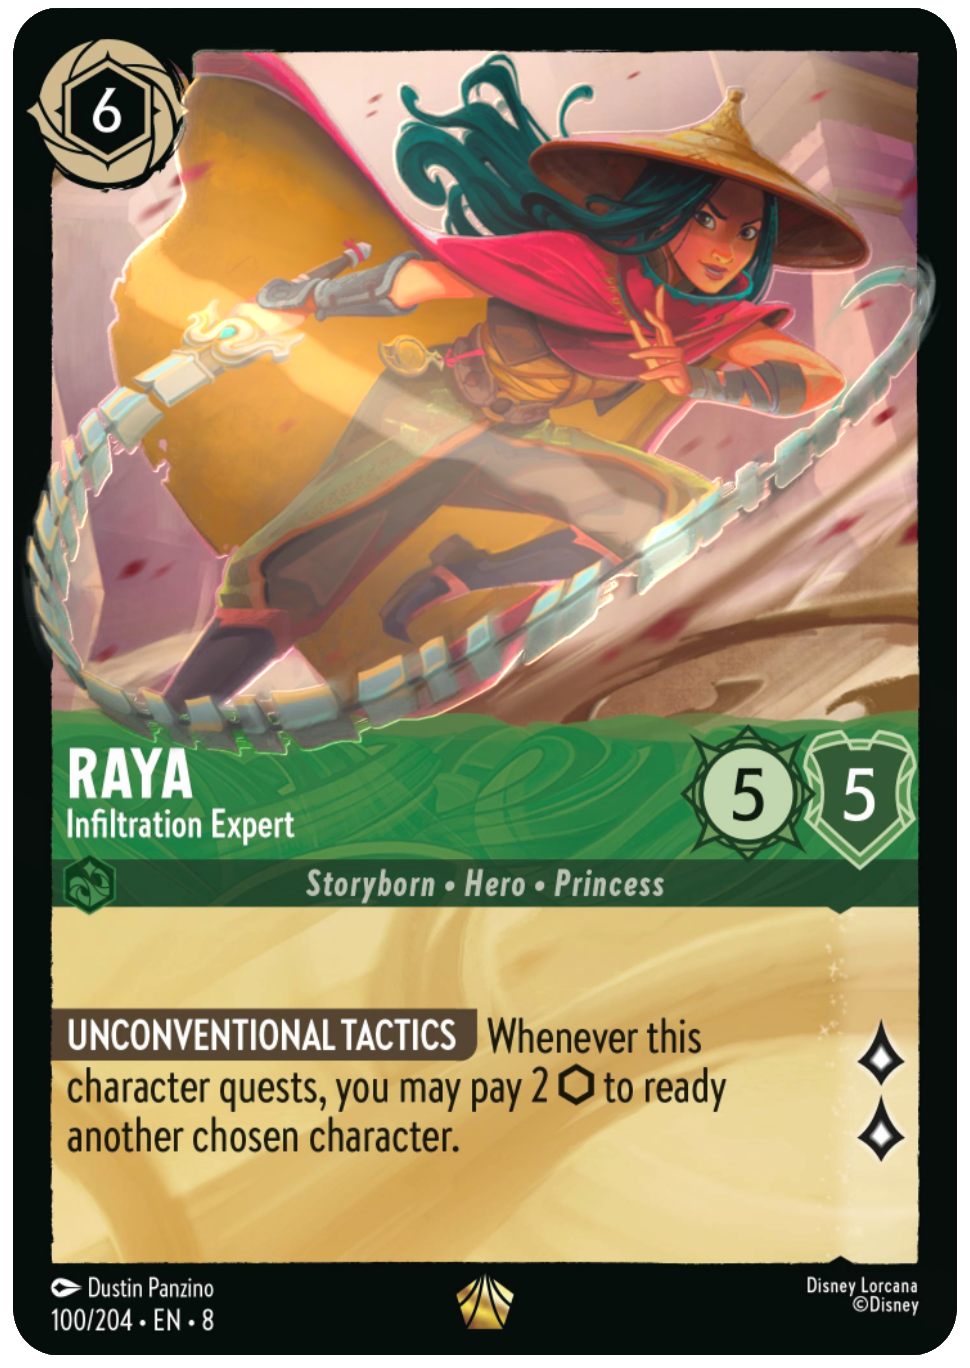 6
RAYA
Infiltration Expert
5 5
Storyborn • Hero • Princess
UNCONVENTIONAL TACTICS Whenever this
character quests, you may pay 2 ⬡ to ready
another chosen character.
Dustin Panzino
100/204 • EN • 8
Disney Lorcana
©Disney